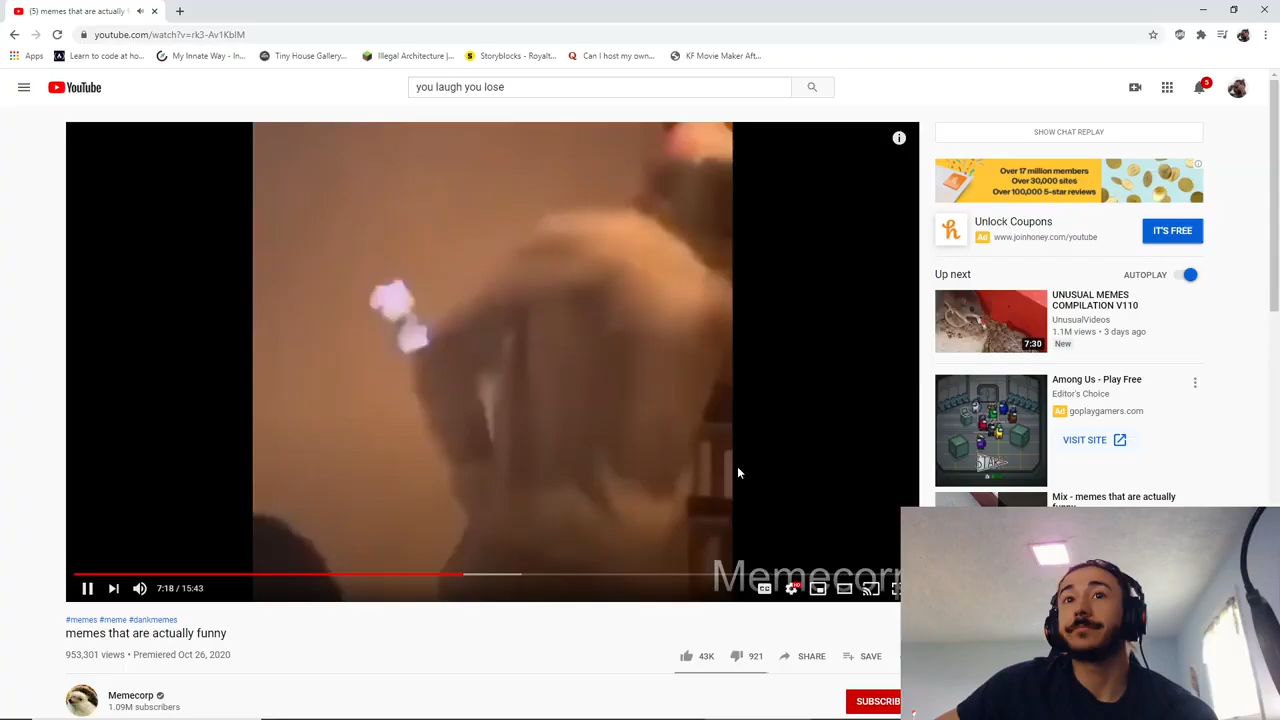 (5) memes that are actually f
youtube.com/watch?v=rk3-Av1KbIM
Apps
Learn to code at ho...
My Innate Way - In...
Tiny House Gallery...
Illegal Architecture |...
Storyblocks - Royalt...
Can I host my own...
KF Movie Maker Aft...
YouTube
you laugh you lose
5
SHOW CHAT REPLAY
Over 17 million members
Over 30,000 sites
Over 100,000 5-star reviews
Unlock Coupons
Ad www.joinhoney.com/youtube
IT'S FREE
Up next
AUTOPLAY
UNUSUAL MEMES
COMPILATION V110
UnusualVideos
1.1M views • 3 days ago
New
7:30
Among Us - Play Free
Editor's Choice
Ad goplaygamers.com
VISIT SITE
START
Mix - memes that are actually
Memecorp
7:18 / 15:43
CC
HD
#memes #meme #dankmemes
memes that are actually funny
953,301 views • Premiered Oct 26, 2020
43K
921
SHARE
SAVE
Memecorp
1.09M subscribers
SUBSCRIB